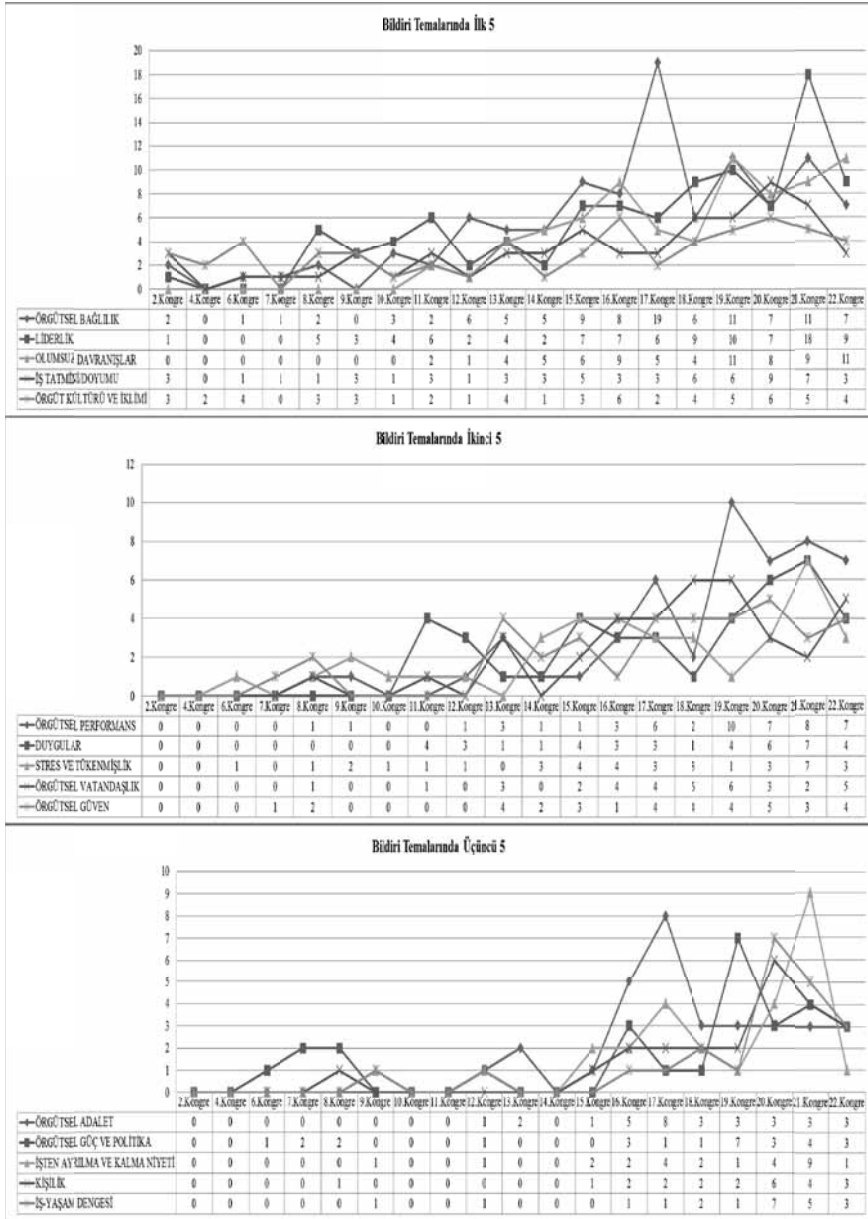 Bildiri Temalarında İlk 5
20
18
16
14
12
10
8
6
4
2
0
2.Kongre 4.Kongre 6.Kongre 7.Kongre 8.Kongre 9.Kongre 10.Kongre 11.Kongre 12.Kongre 13.Kongre 14.Kongre 15.Kongre 16.Kongre 17.Kongre 18.Kongre 19.Kongre 20.Kongre 21.Kongre 22.Kongre
ÖRGÜTSEL BAĞLILIK 2 0 1 1 2 0 3 2 6 5 5 9 8 19 6 11 7 11 7
LİDERLİK 1 0 0 0 5 3 4 6 2 4 2 7 7 6 9 10 7 18 9
OLUMSUZ DAVRANIŞLAR 0 0 0 0 0 0 0 2 1 4 5 6 9 5 4 11 8 9 11
İŞ TATMİNİ/DOYUMU 3 0 1 1 1 3 1 3 1 3 3 5 3 3 6 6 9 7 3
ÖRGÜT KÜLTÜRÜ VE İKLİMİ 3 2 4 0 3 3 1 2 1 4 1 3 6 2 4 5 6 5 4
Bildiri Temalarında İkinci 5
12
10
8
6
4
2
0
2.Kongre 4.Kongre 6.Kongre 7.Kongre 8.Kongre 9.Kongre 10.Kongre 11.Kongre 12.Kongre 13.Kongre 14.Kongre 15.Kongre 16.Kongre 17.Kongre 18.Kongre 19.Kongre 20.Kongre 21.Kongre 22.Kongre
ÖRGÜTSEL PERFORMANS 0 0 0 0 1 1 0 0 1 3 1 1 3 6 2 10 7 8 7
DUYGULAR 0 0 0 0 0 0 0 4 3 1 1 4 3 3 1 4 6 7 4
STRES VE TÜKENMİŞLİK 0 0 1 0 1 2 1 1 1 0 3 4 4 3 3 1 3 7 3
ÖRGÜTSEL VATANDAŞLIK 0 0 0 0 1 0 0 1 0 3 0 2 4 4 6 6 3 2 5
ÖRGÜTSEL GÜVEN 0 0 0 1 2 0 0 0 0 4 2 3 1 4 4 4 5 3 4
Bildiri Temalarında Üçüncü 5
10
9
8
7
6
5
4
3
2
1
0
2.Kongre 4.Kongre 6.Kongre 7.Kongre 8.Kongre 9.Kongre 10.Kongre 11.Kongre 12.Kongre 13.Kongre 14.Kongre 15.Kongre 16.Kongre 17.Kongre 18.Kongre 19.Kongre 20.Kongre 21.Kongre 22.Kongre
ÖRGÜTSEL ADALET 0 0 0 0 0 0 0 0 1 2 0 1 5 8 3 3 3 3 3
ÖRGÜTSEL GÜÇ VE POLİTİKA 0 0 1 2 2 0 0 0 1 0 0 0 3 1 1 7 3 4 3
İŞTEN AYRILMA VE KALMA NİYETİ 0 0 0 0 0 1 0 0 1 0 0 2 2 4 2 1 4 9 1
KİŞİLİK 0 0 0 0 1 0 0 0 0 0 0 1 2 2 2 2 6 4 3
İŞ-YAŞAN DENGESİ 0 0 0 0 0 1 0 0 1 0 0 0 1 1 2 1 7 5 3